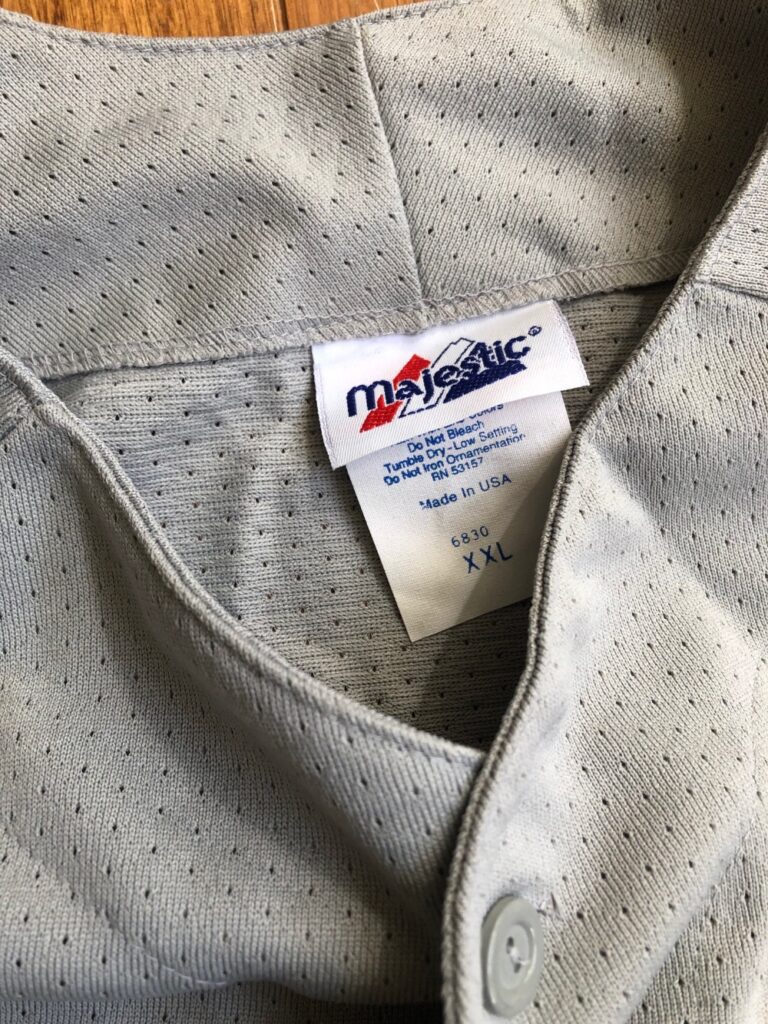 Majestic®
Do Not Bleach
Tumble Dry-Low Setting
Do Not Iron Ornamentation
RN 53157
Made In USA
6830
XXL